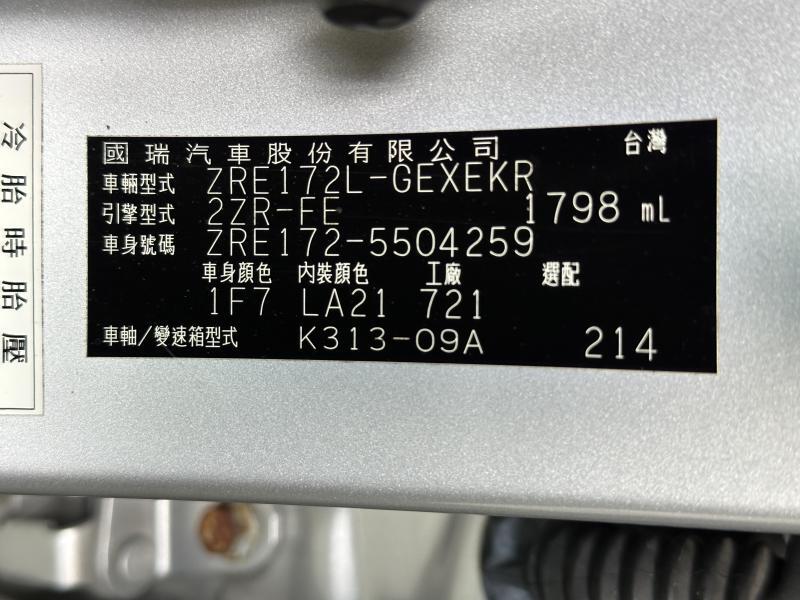 國瑞汽車股份有限公司 台灣
車輛型式 ZRE172L-GEXEKR
引擎型式 2ZR-FE 1798 mL
車身號碼 ZRE172-5504259
車身顏色 內裝顏色 工廠 選配
1F7 LA21 721
車軸/變速箱型式 K313-09A 214
冷胎時胎壓